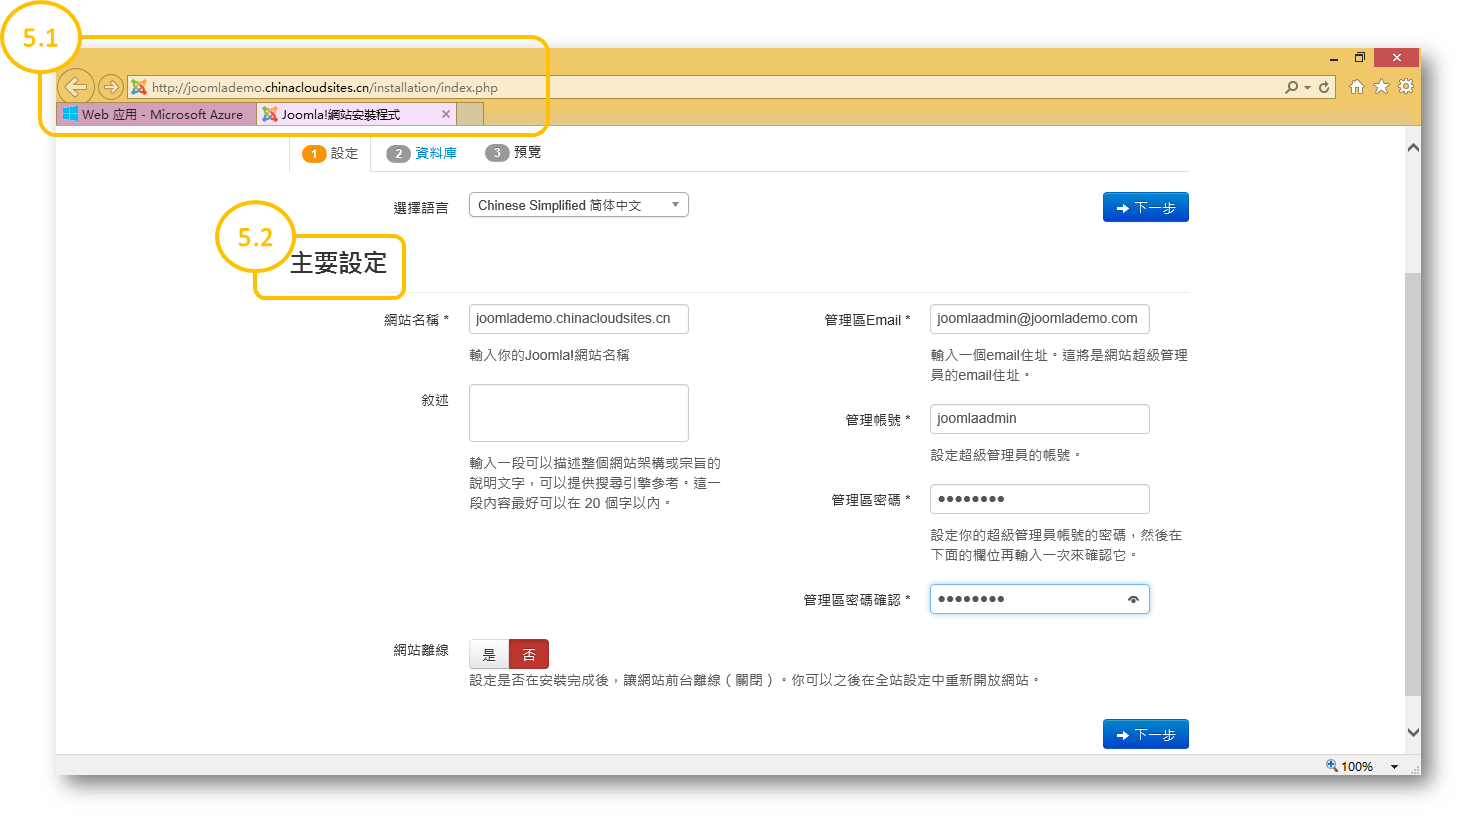 5.1
http://joomlademo.chinacloudsites.cn/installation/index.php
Web 应用 - Microsoft Azure
Joomla!網站安裝程式
1 設定
2 資料庫
3 預覽
選擇語言
Chinese Simplified 简体中文
下一步
5.2
主要設定
網站名稱 *
joomlademo.chinacloudsites.cn
輸入你的Joomla!網站名稱
敘述
輸入一段可以描述整個網站架構或宗旨的
說明文字，可以提供搜尋引擎參考。這一
段內容最好可以在 20 個字以內。
管理區Email *
joomlaadmin@joomlademo.com
輸入一個email住址。這將是網站超級管理
員的email住址。
管理帳號 *
joomlaadmin
設定超級管理員的帳號。
管理區密碼 *
●●●●●●●●
設定你的超級管理員帳號的密碼，然後在
下面的欄位再輸入一次來確認它。
管理區密碼確認 *
●●●●●●●●
網站離線
是
否
設定是否在安裝完成後，讓網站前台離線（關閉）。你可以之後在全站設定中重新開放網站。
下一步
100%